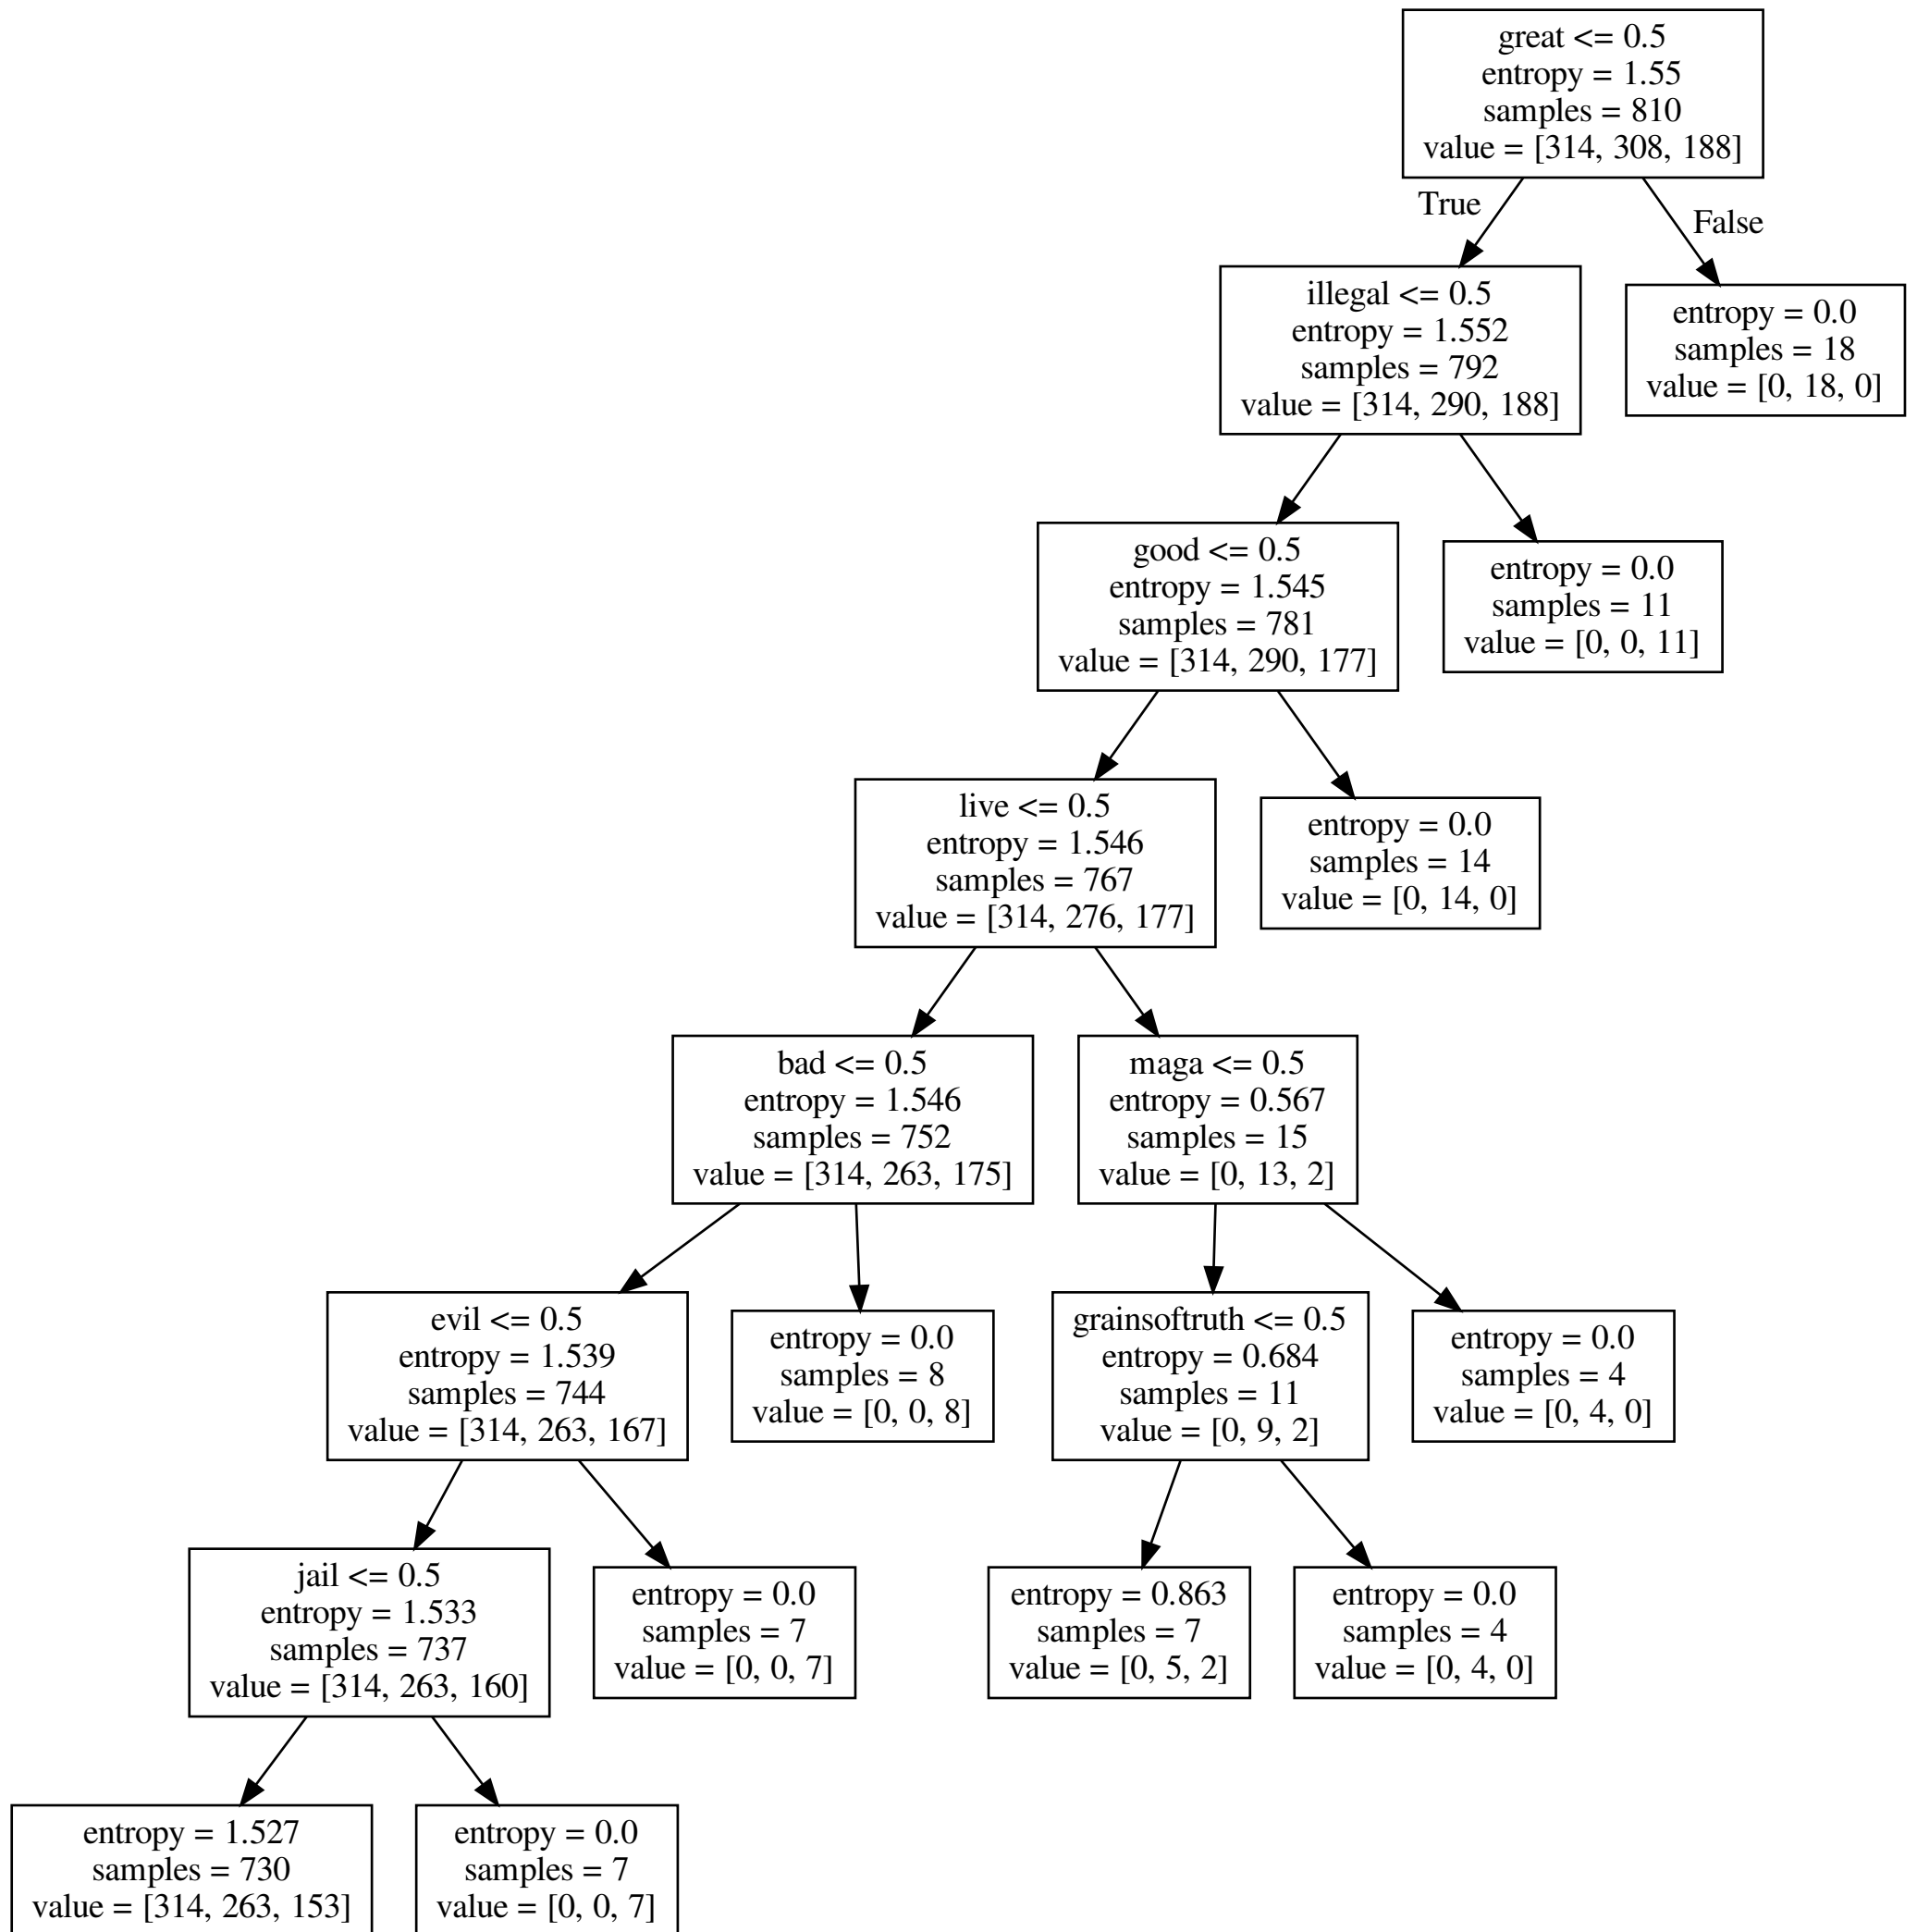 great <= 0.5
entropy = 1.55
samples = 810
value = [314, 308, 188]
True
False
illegal <= 0.5
entropy = 1.552
samples = 792
value = [314, 290, 188]
entropy = 0.0
samples = 18
value = [0, 18, 0]
good <= 0.5
entropy = 1.545
samples = 781
value = [314, 290, 177]
entropy = 0.0
samples = 11
value = [0, 0, 11]
live <= 0.5
entropy = 1.546
samples = 767
value = [314, 276, 177]
entropy = 0.0
samples = 14
value = [0, 14, 0]
bad <= 0.5
entropy = 1.546
samples = 752
value = [314, 263, 175]
maga <= 0.5
entropy = 0.567
samples = 15
value = [0, 13, 2]
evil <= 0.5
entropy = 1.539
samples = 744
value = [314, 263, 167]
entropy = 0.0
samples = 8
value = [0, 0, 8]
grainsoftruth <= 0.5
entropy = 0.684
samples = 11
value = [0, 9, 2]
entropy = 0.0
samples = 4
value = [0, 4, 0]
jail <= 0.5
entropy = 1.533
samples = 737
value = [314, 263, 160]
entropy = 0.0
samples = 7
value = [0, 0, 7]
entropy = 0.863
samples = 7
value = [0, 5, 2]
entropy = 0.0
samples = 4
value = [0, 4, 0]
entropy = 1.527
samples = 730
value = [314, 263, 153]
entropy = 0.0
samples = 7
value = [0, 0, 7]